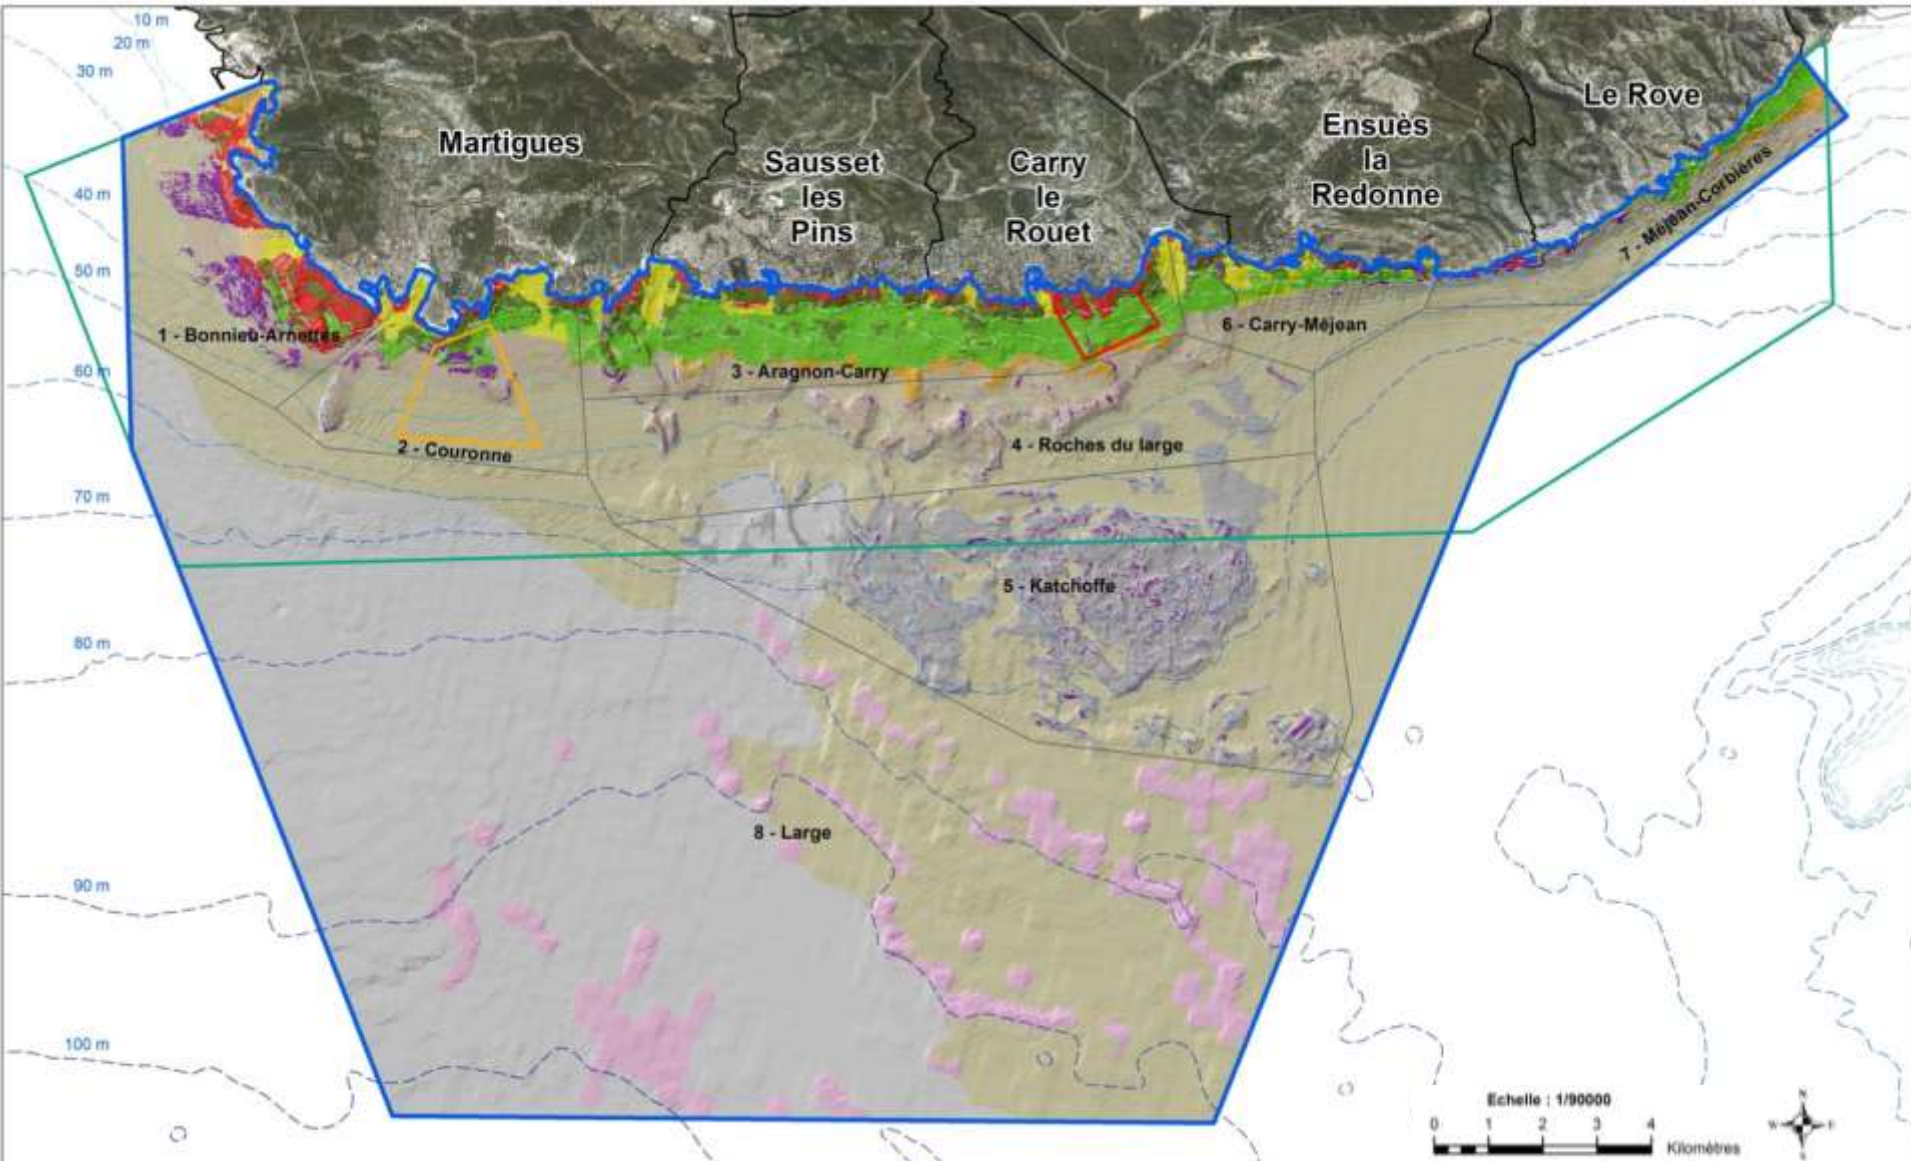 10 m
20 m
30 m
40 m
50 m
60 m
70 m
80 m
90 m
100 m
Martigues
Sausset
les
Pins
Carry
le
Rouet
Ensuès
la
Redonne
Le Rove
1 - Bonnieu-Arnettes
2 - Couronne
3 - Aragnon-Carry
4 - Roches du large
5 - Katchoffe
6 - Carry-Méjean
7 - Méjean-Corbières
8 - Large
Echelle : 1/90000
0 1 2 3 4
Kilomètres
N
W E
S